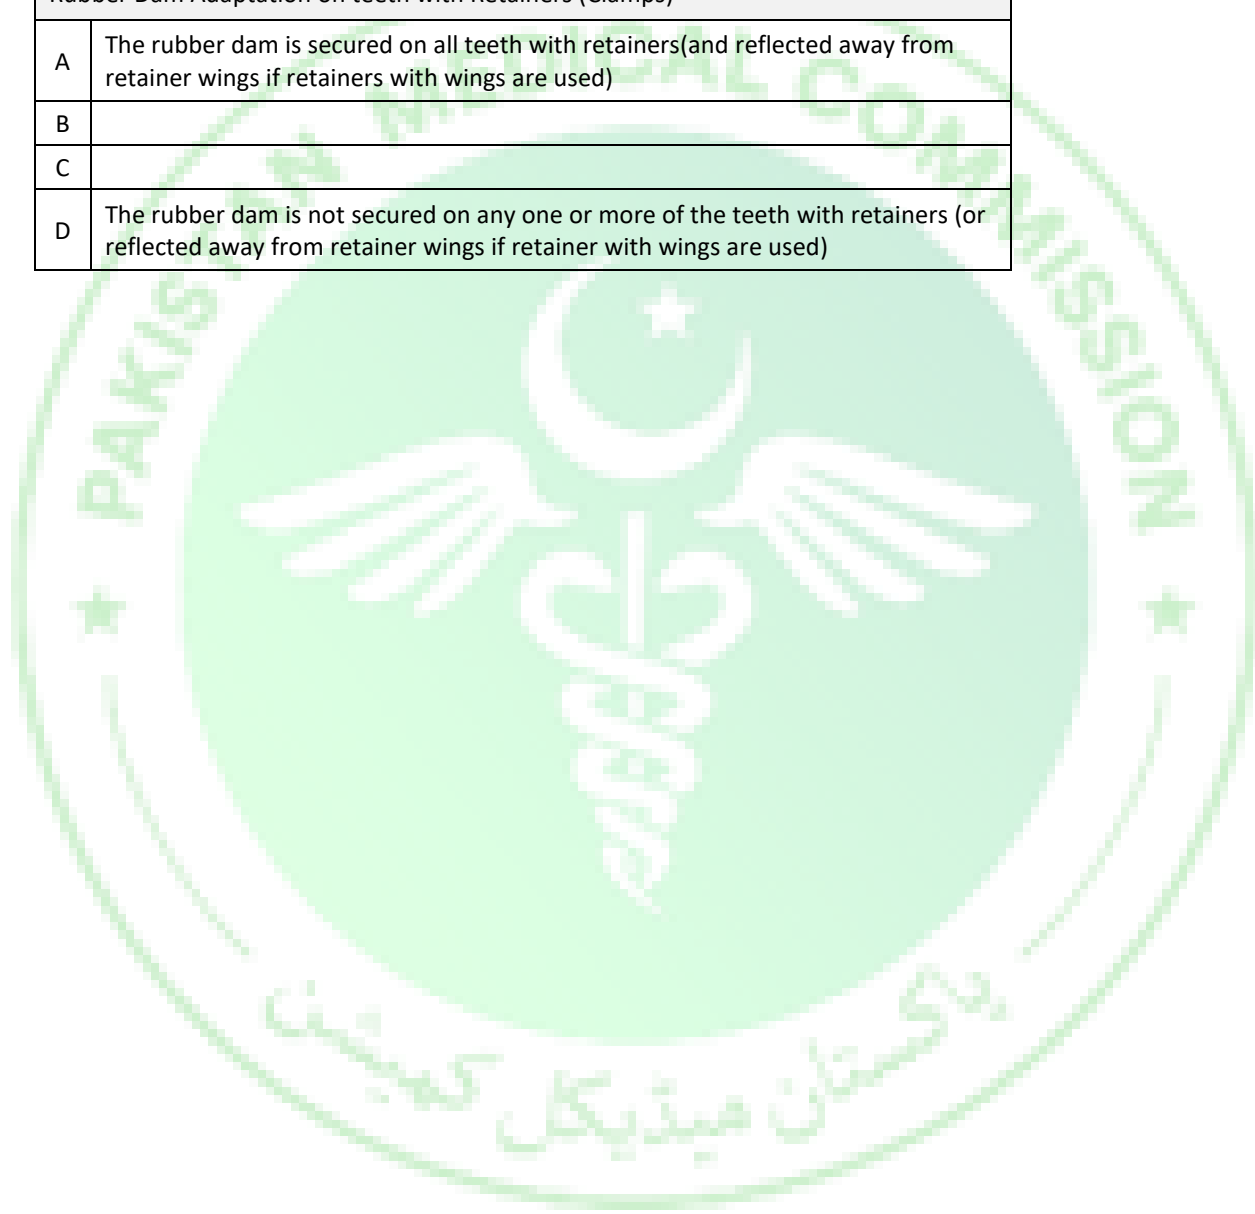 Rubber Dam Adaptation on teeth with Retainers (Clamps)
A
The rubber dam is secured on all teeth with retainers(and reflected away from
retainer wings if retainers with wings are used)
B
C
D
The rubber dam is not secured on any one or more of the teeth with retainers (or
reflected away from retainer wings if retainer with wings are used)
PAKISTAN MEDICAL COMMISSION
پاکستان میڈیکل کمیشن